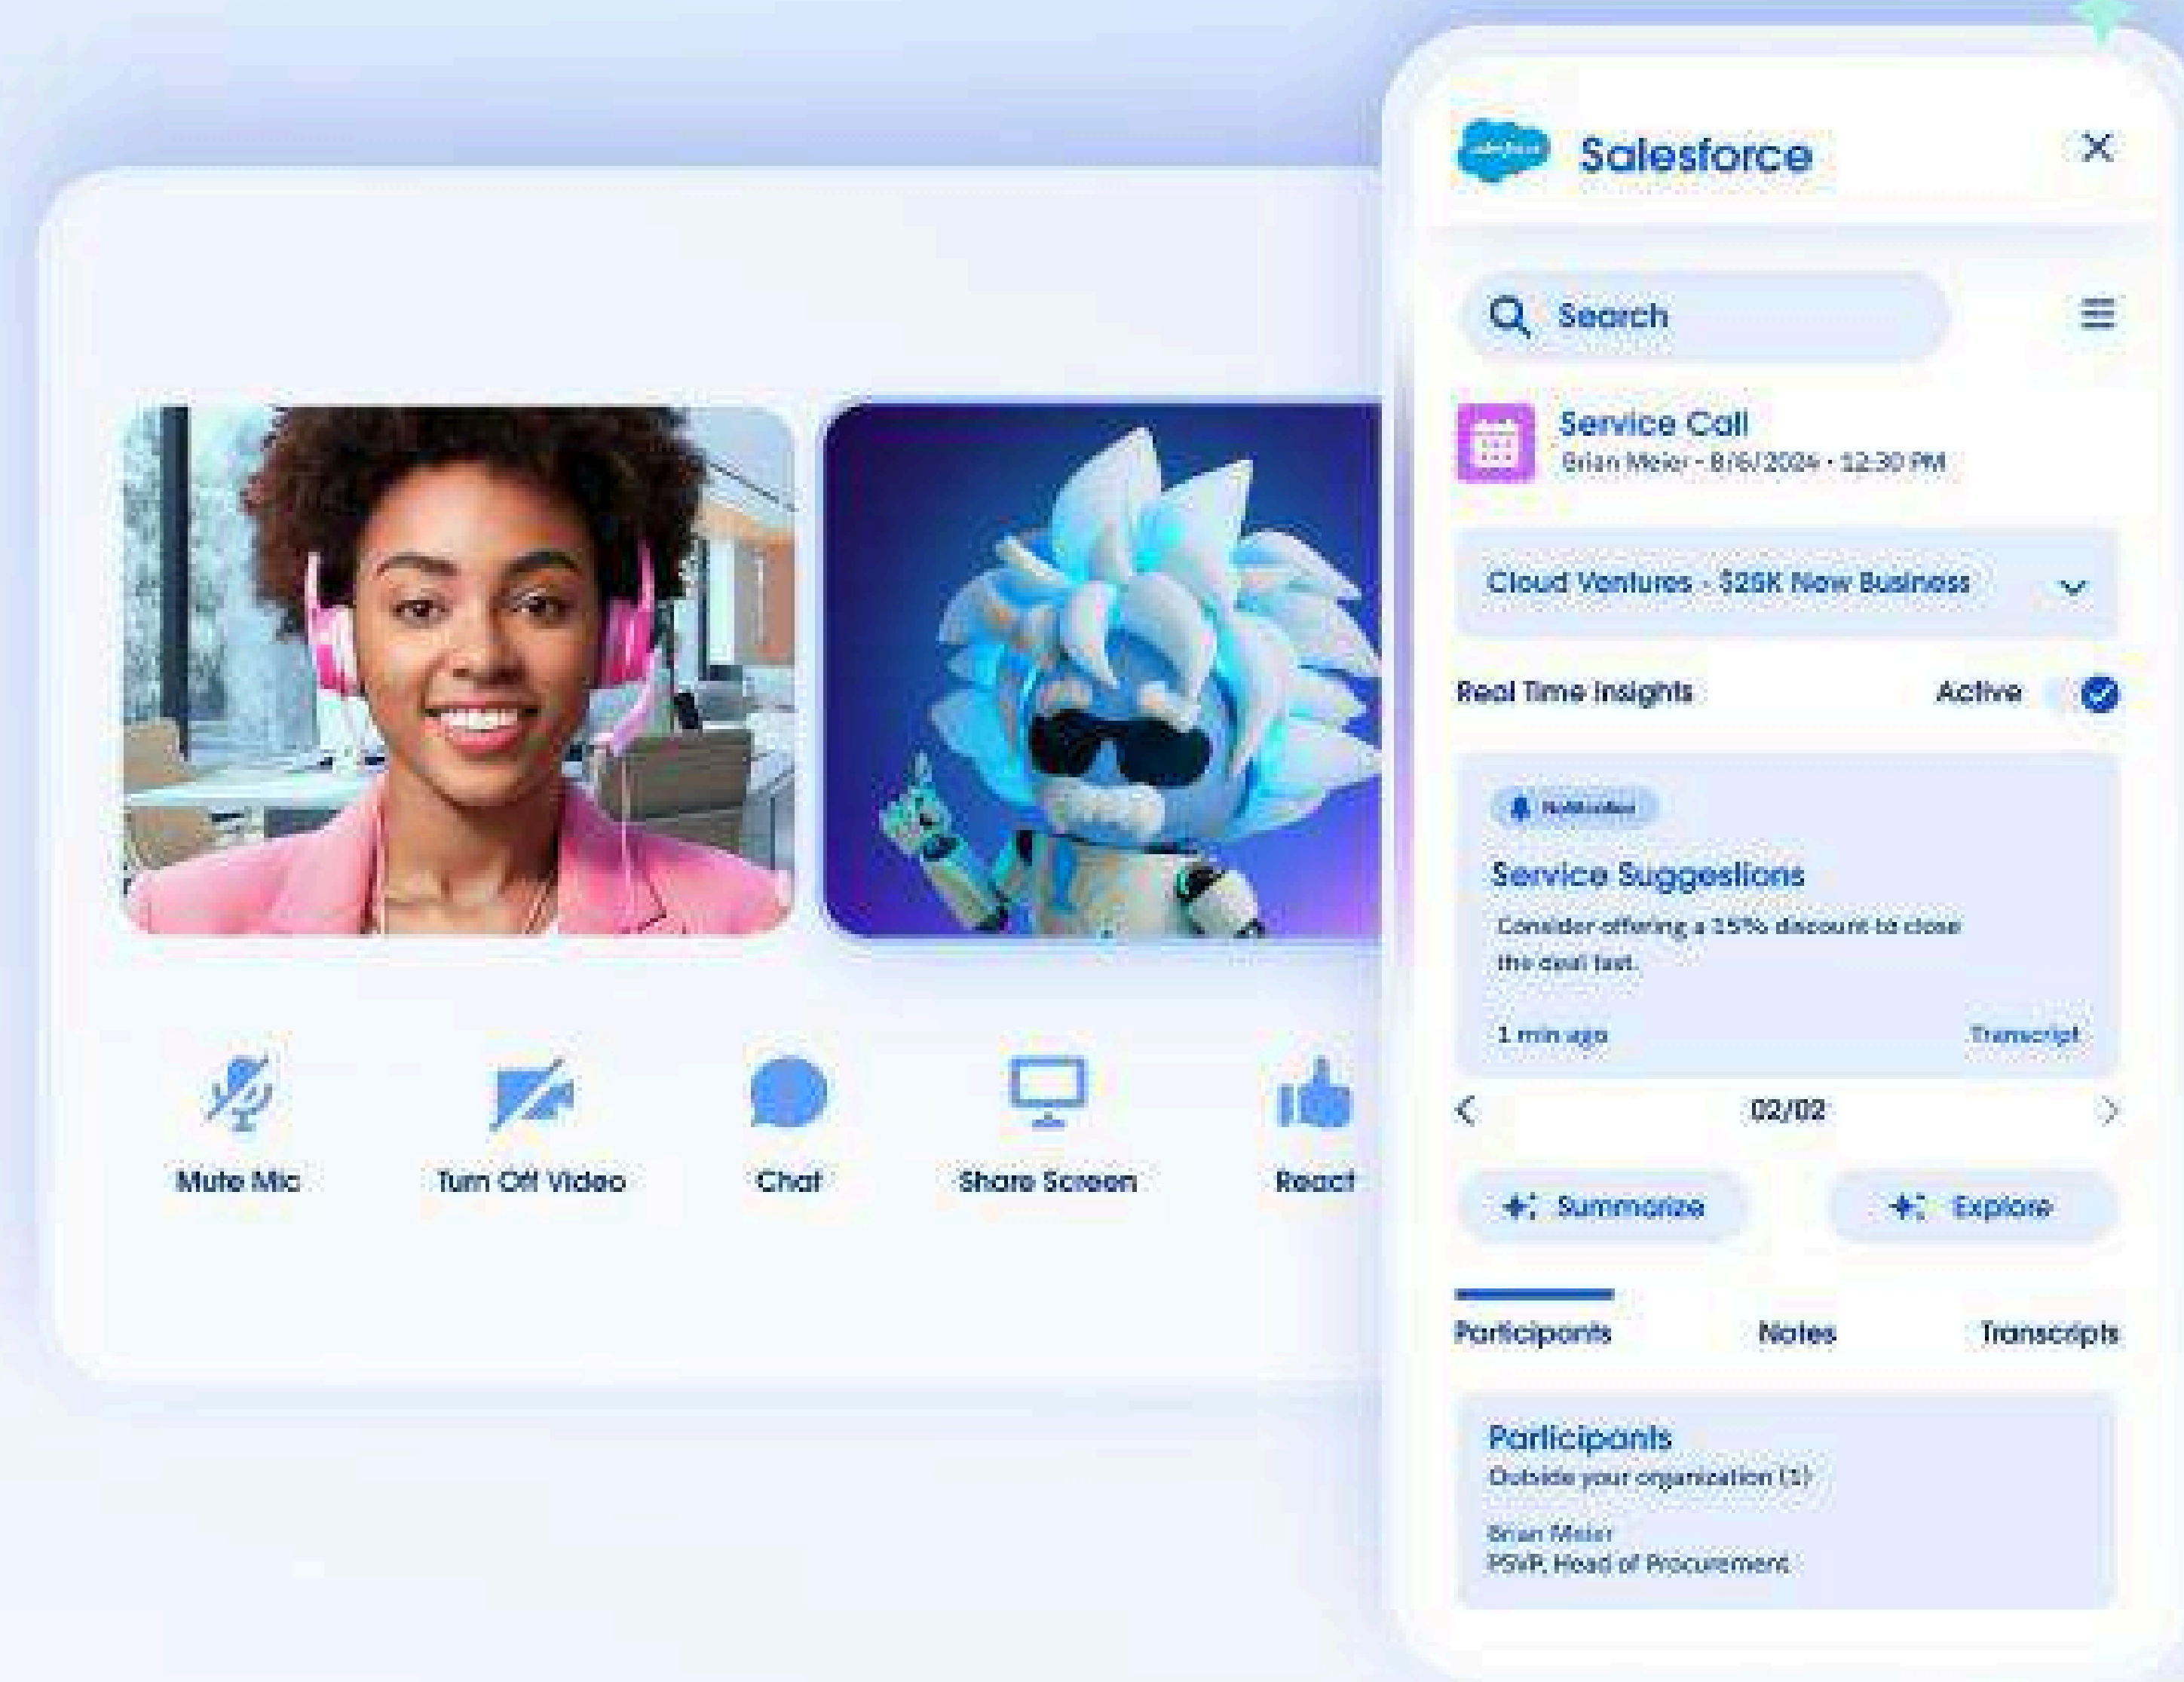 Salesforce
Search
Service Call
Brian Meier - 8/6/2024 • 12:30 PM
Cloud Ventures - $25K New Business
Real Time Insights
Active
Notification
Service Suggestions
Consider offering a 15% discount to close
the deal fast.
1 min ago
Transcript
02/02
Summarize
Explore
Participants
Notes
Transcripts
Participants
Outside your organization (1)
Brian Meier
PSVP, Head of Procurement
Mute Mic
Turn Off Video
Chat
Share Screen
React